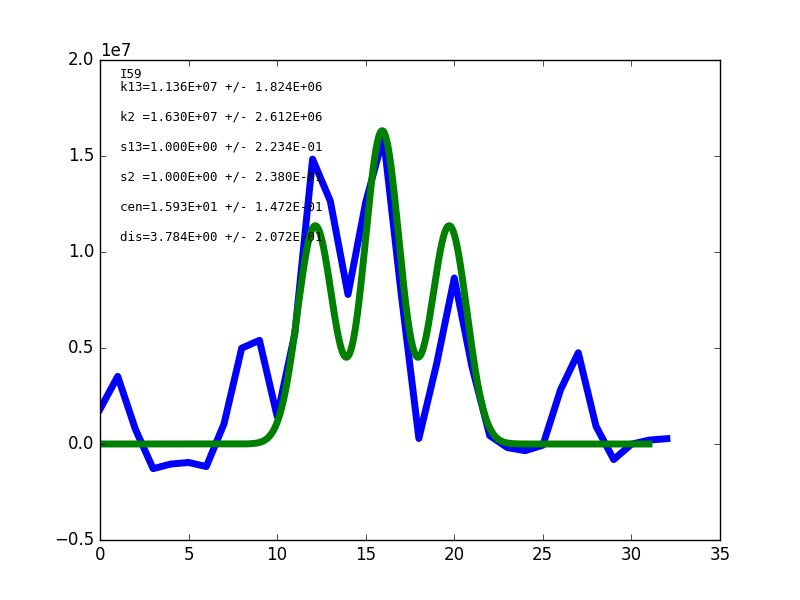 1e7
2.0
I59
k13=1.136E+07 +/- 1.824E+06
k2 =1.630E+07 +/- 2.612E+06
1.5
s13=1.000E+00 +/- 2.234E-01
s2 =1.000E+00 +/- 2.380E-01
cen=1.593E+01 +/- 1.472E-01
dis=3.784E+00 +/- 2.072E-01
1.0
0.5
0.0
−0.5
0 5 10 15 20 25 30 35